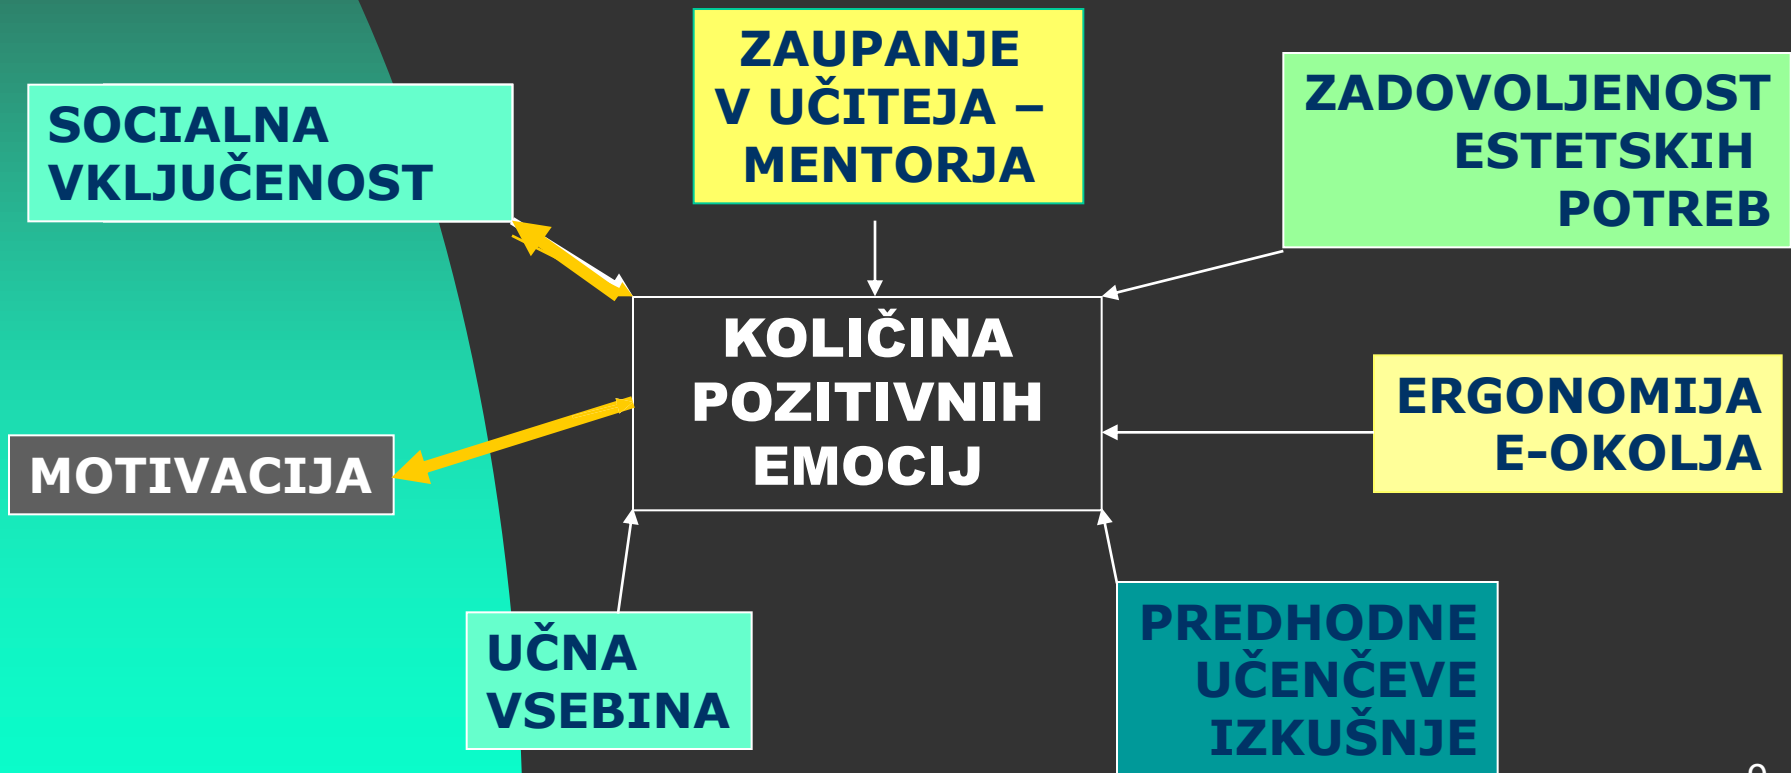 ZAUPANJE
V UČITEJA –
MENTORJA
SOCIALNA
VKLJUČENOST
ZADOVOLJENOST
ESTETSKIH
POTREB
KOLIČINA
POZITIVNIH
EMOCIJ
ERGONOMIJA
E-OKOLJA
MOTIVACIJA
UČNA
VSEBINA
PREDHODNE
UČENČEVE
IZKUŠNJE